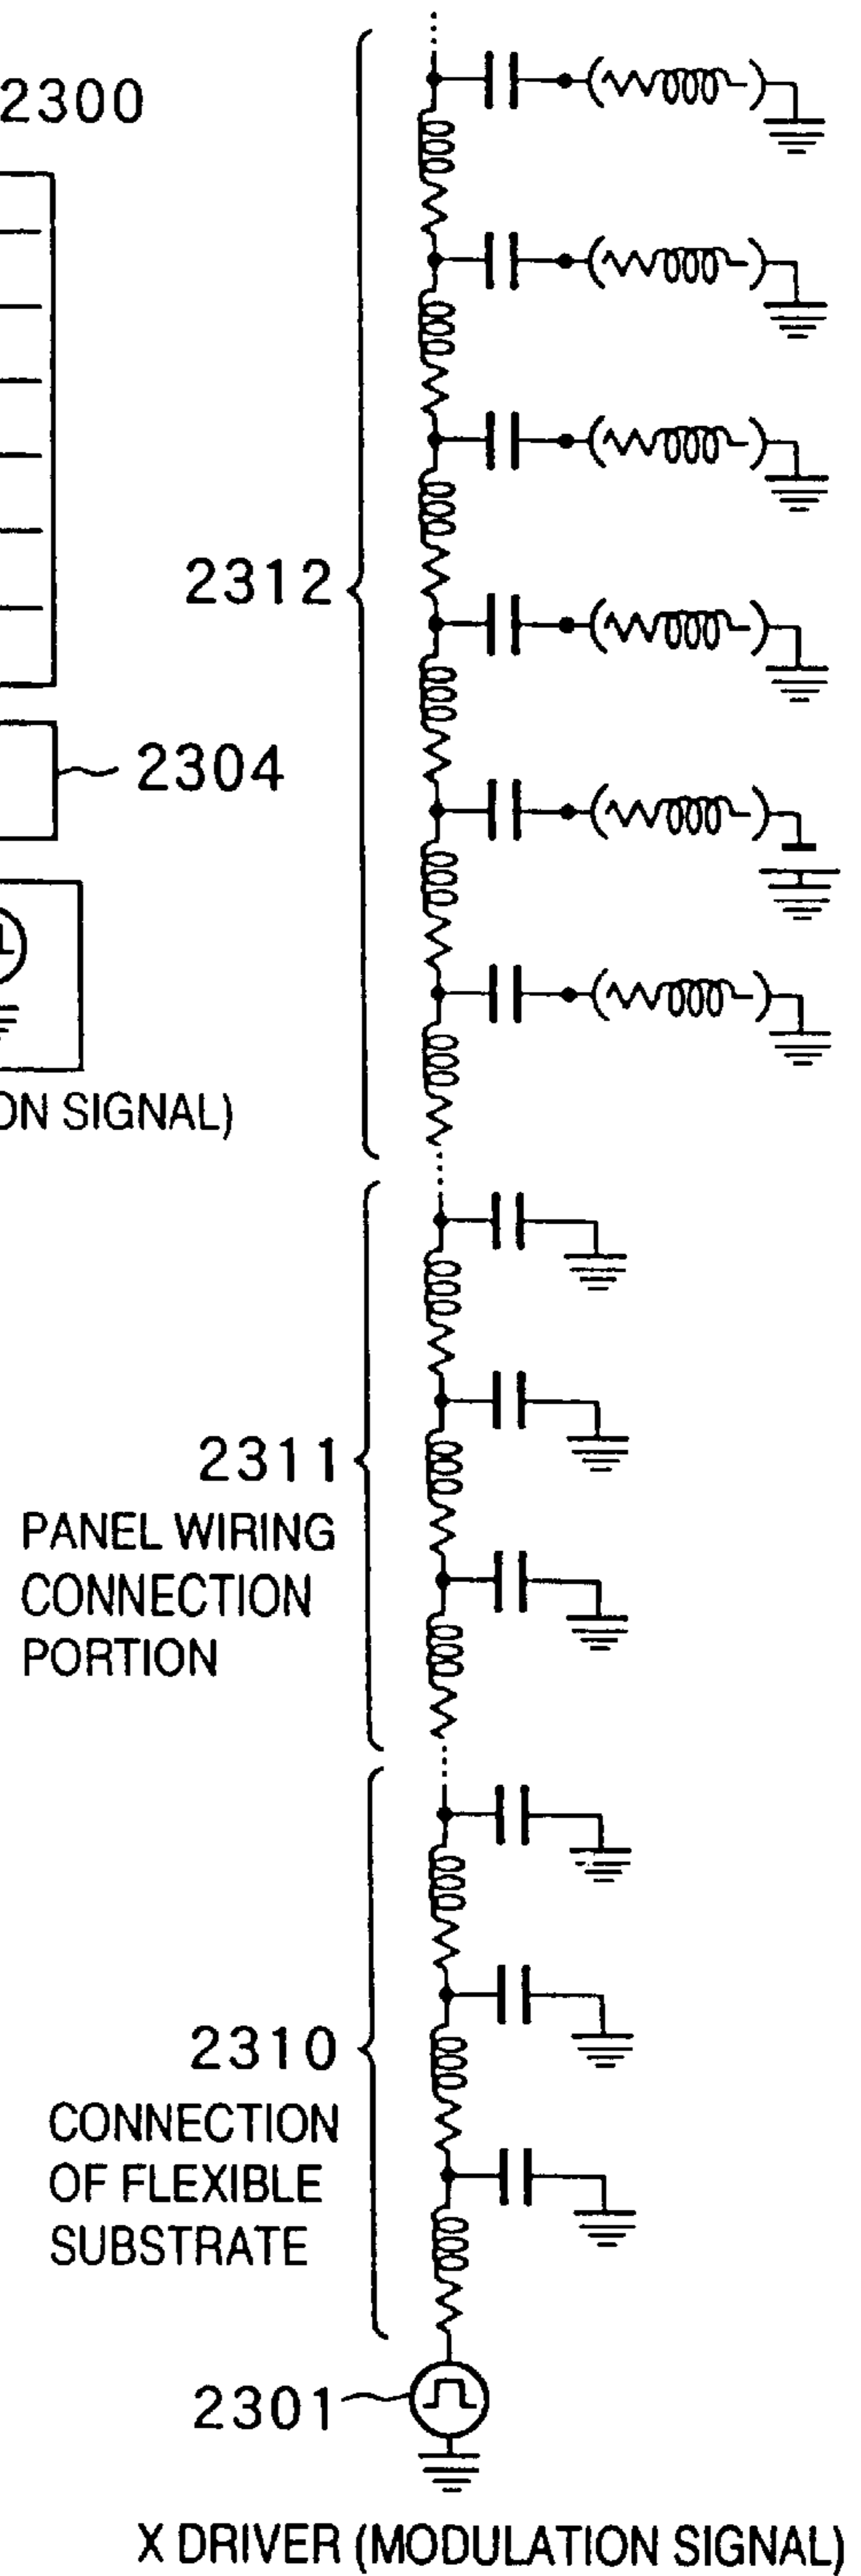 2300
2312
2304
ON SIGNAL)
2311
PANEL WIRING
CONNECTION
PORTION
2310
CONNECTION
OF FLEXIBLE
SUBSTRATE
2301
X DRIVER (MODULATION SIGNAL)